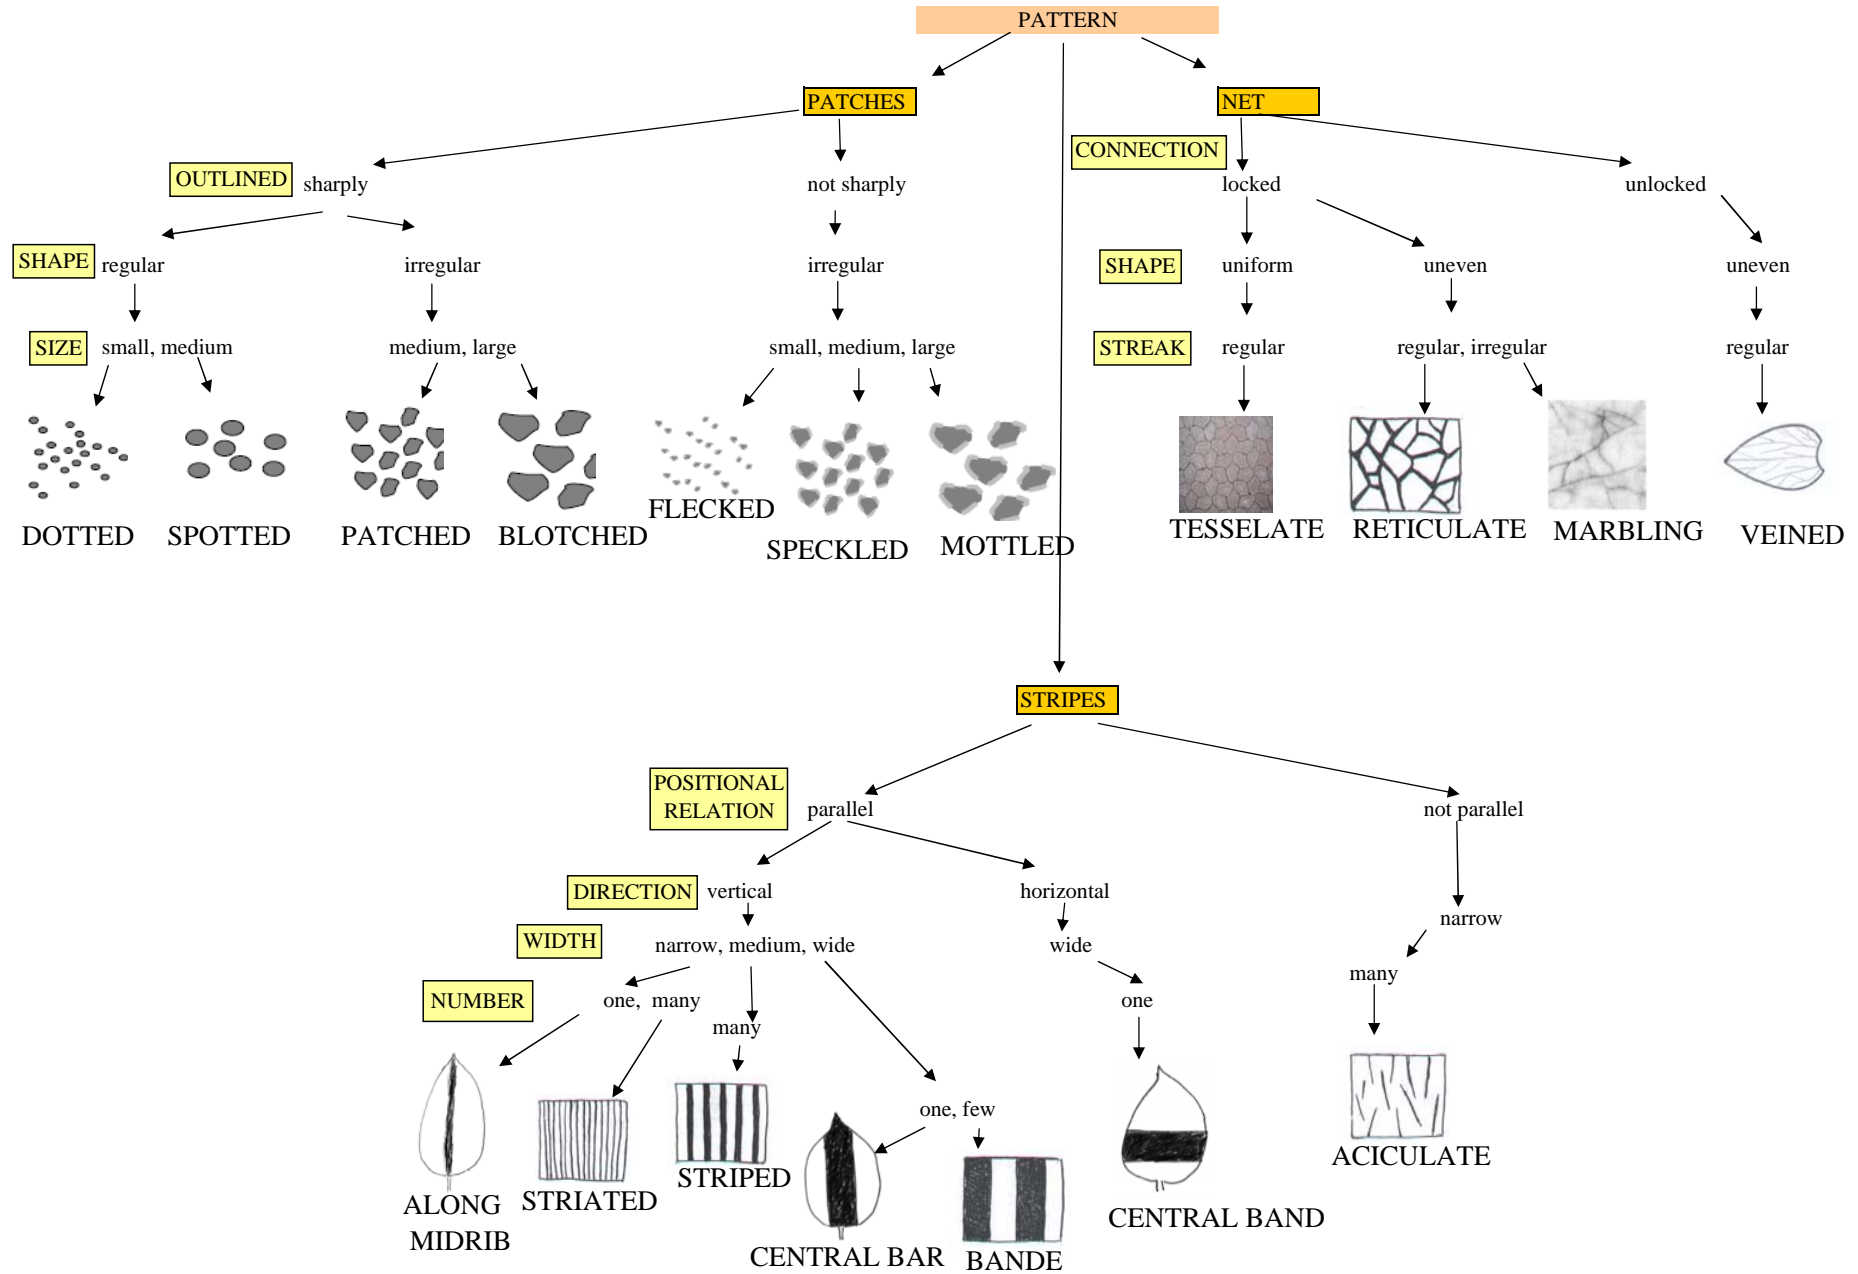 PATTERN
PATCHES
NET
CONNECTION
OUTLINED
sharply
not sharply
locked
unlocked
SHAPE
regular
irregular
irregular
SHAPE
uniform
uneven
uneven
SIZE
small, medium
medium, large
small, medium, large
STREAK
regular
regular, irregular
regular
DOTTED
SPOTTED
PATCHED
BLOTCHED
FLECKED
SPECKLED
MOTTLED
TESSELATE
RETICULATE
MARBLING
VEINED
STRIPES
POSITIONAL
RELATION
parallel
not parallel
DIRECTION
vertical
horizontal
narrow
WIDTH
narrow, medium, wide
wide
many
NUMBER
one, many
many
one
one, few
ALONG
MIDRIB
STRIATED
STRIPED
CENTRAL BAR
BANDE
CENTRAL BAND
ACICULATE